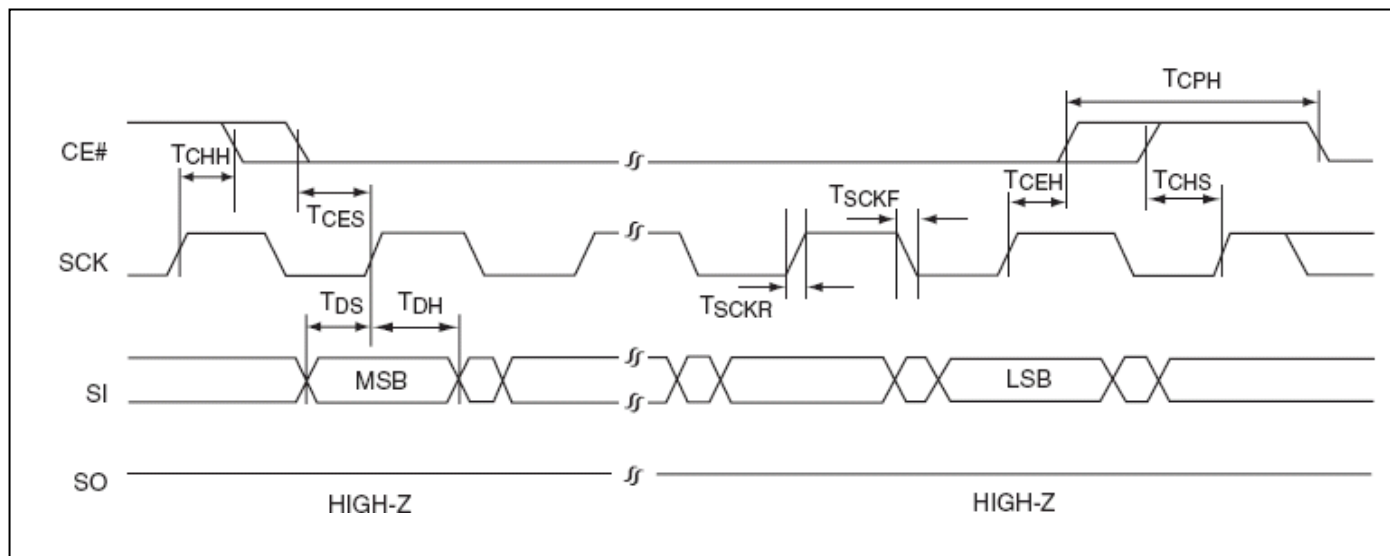 TCPH
CE#
TCHH
TCES
TSCKF
TCEH
TCHS
SCK
TDS
TDH
TSCKR
SI
MSB
LSB
SO
HIGH-Z
HIGH-Z